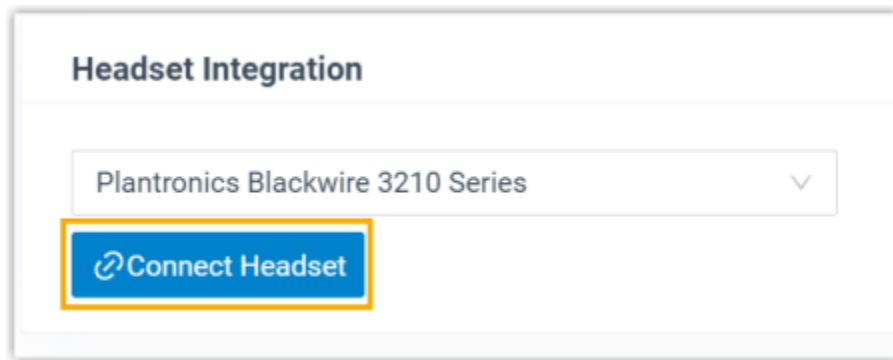 Headset Integration
Plantronics Blackwire 3210 Series
Connect Headset